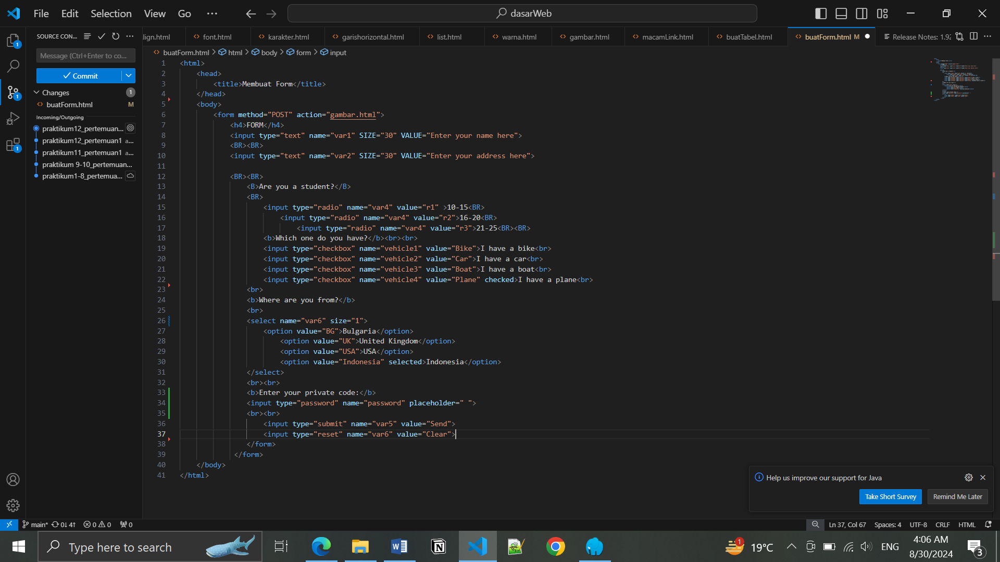 File Edit Selection View Go ··· dasarWeb
SOURCE CON...
lign.html font.html karakter.html garishorizontal.html list.html warna.html gambar.html macamLink.html buatTabel.html buatForm.html M Release Notes: 1.92
buatForm.html > html > body > form > input
Message (Ctrl+Enter to co...
Commit
Changes 1
buatForm.html M
Incoming/Outgoing
praktikum12_pertemuan...
praktikum12_pertemuan1 a...
praktikum11_pertemuan1 a...
praktikum 9-10_pertemuan...
praktikum1-8_pertemua...
1 <html>
2 <head>
3 <title>Membuat Form</title>
4 </head>
5 <body>
6 <form method="POST" action="gambar.html">
7 <h4>FORM</h4>
8 <input type="text" name="var1" SIZE="30" VALUE="Enter your name here">
9 <BR><BR>
10 <input type="text" name="var2" SIZE="30" VALUE="Enter your address here">
11
12 <BR><BR>
13 <B>Are you a student?</B>
14 <BR>
15 <input type="radio" name="var4" value="r1" >10-15<BR>
16 <input type="radio" name="var4" value="r2">16-20<BR>
17 <input type="radio" name="var4" value="r3">21-25<BR><BR>
18 <b>Which one do you have?</b><br><br>
19 <input type="checkbox" name="vehicle1" value="Bike">I have a bike<br>
20 <input type="checkbox" name="vehicle2" value="Car">I have a car<br>
21 <input type="checkbox" name="vehicle3" value="Boat">I have a boat<br>
22 <input type="checkbox" name="vehicle4" value="Plane" checked>I have a plane<br>
23 <br>
24 <b>Where are you from?</b>
25 <br>
26 <select name="var6" size="1">
27 <option value="BG">Bulgaria</option>
28 <option value="UK">United Kingdom</option>
29 <option value="USA">USA</option>
30 <option value="Indonesia" selected>Indonesia</option>
31 </select>
32 <br><br>
33 <b>Enter your private code:</b>
34 <input type="password" name="password" placeholder=" ">
35 <br><br>
36 <input type="submit" name="var5" value="Send">
37 <input type="reset" name="var6" value="Clear">
38 </form>
39 </form>
40 </body>
41 </html>
Help us improve our support for Java
Take Short Survey Remind Me Later
main* 0↓ 4↑ 0 0 0 Ln 37, Col 67 Spaces: 4 UTF-8 CRLF HTML
Type here to search 1 19°C ENG 4:06 AM
8/30/2024 3